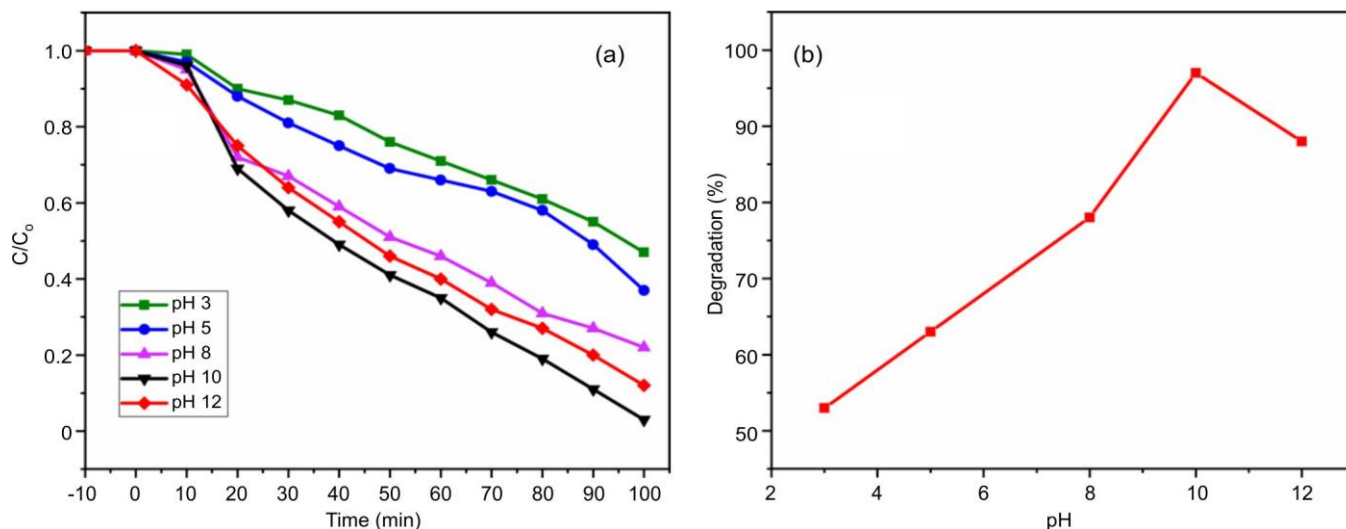 (a)
C/Co
1.0
0.8
0.6
0.4
0.2
0
pH 3
pH 5
pH 8
pH 10
pH 12
-10 0 10 20 30 40 50 60 70 80 90 100
Time (min)
(b)
Degradation (%)
100
90
80
70
60
50
2 4 6 8 10 12
pH